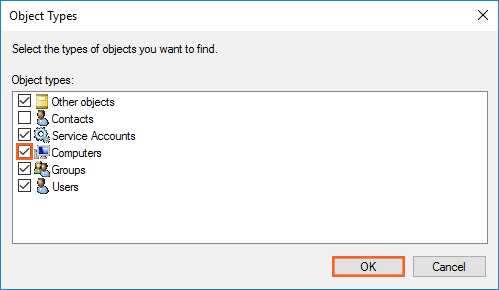 Object Types
Select the types of objects you want to find.
Object types:
Other objects
Contacts
Service Accounts
Computers
Groups
Users
OK Cancel